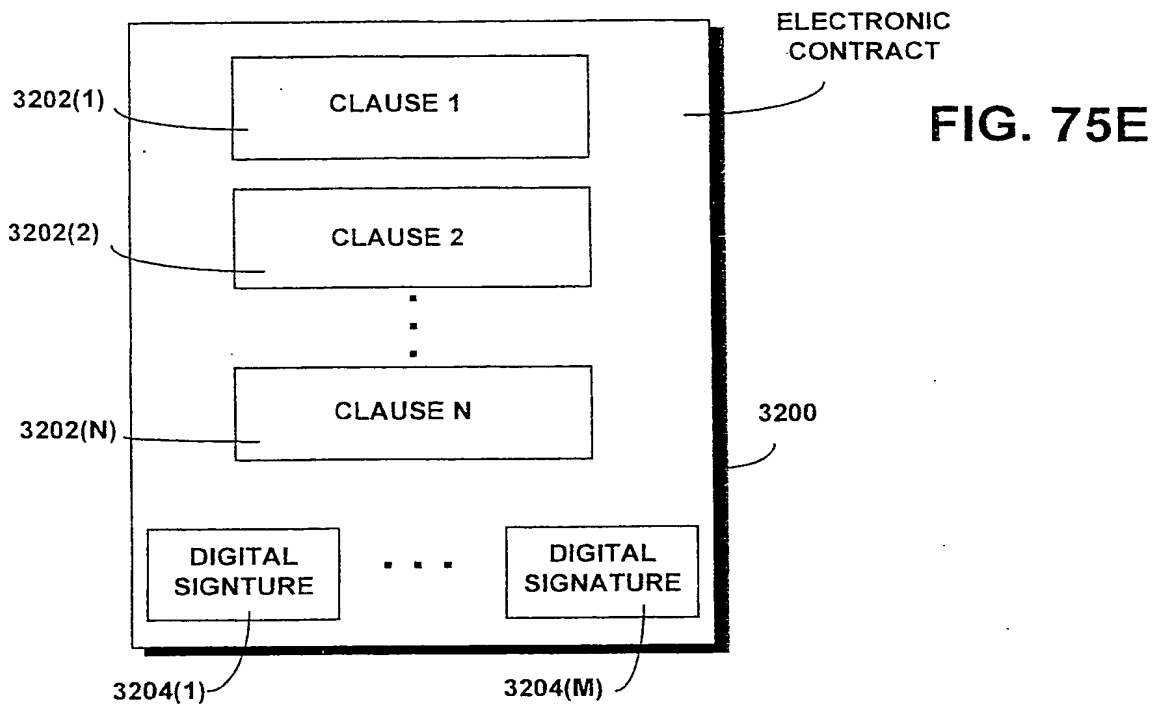 ELECTRONIC
CONTRACT
FIG. 75E
3202(1)
CLAUSE 1
3202(2)
CLAUSE 2
3202(N)
CLAUSE N
3200
DIGITAL
SIGNTURE
DIGITAL
SIGNATURE
3204(1)
3204(M)